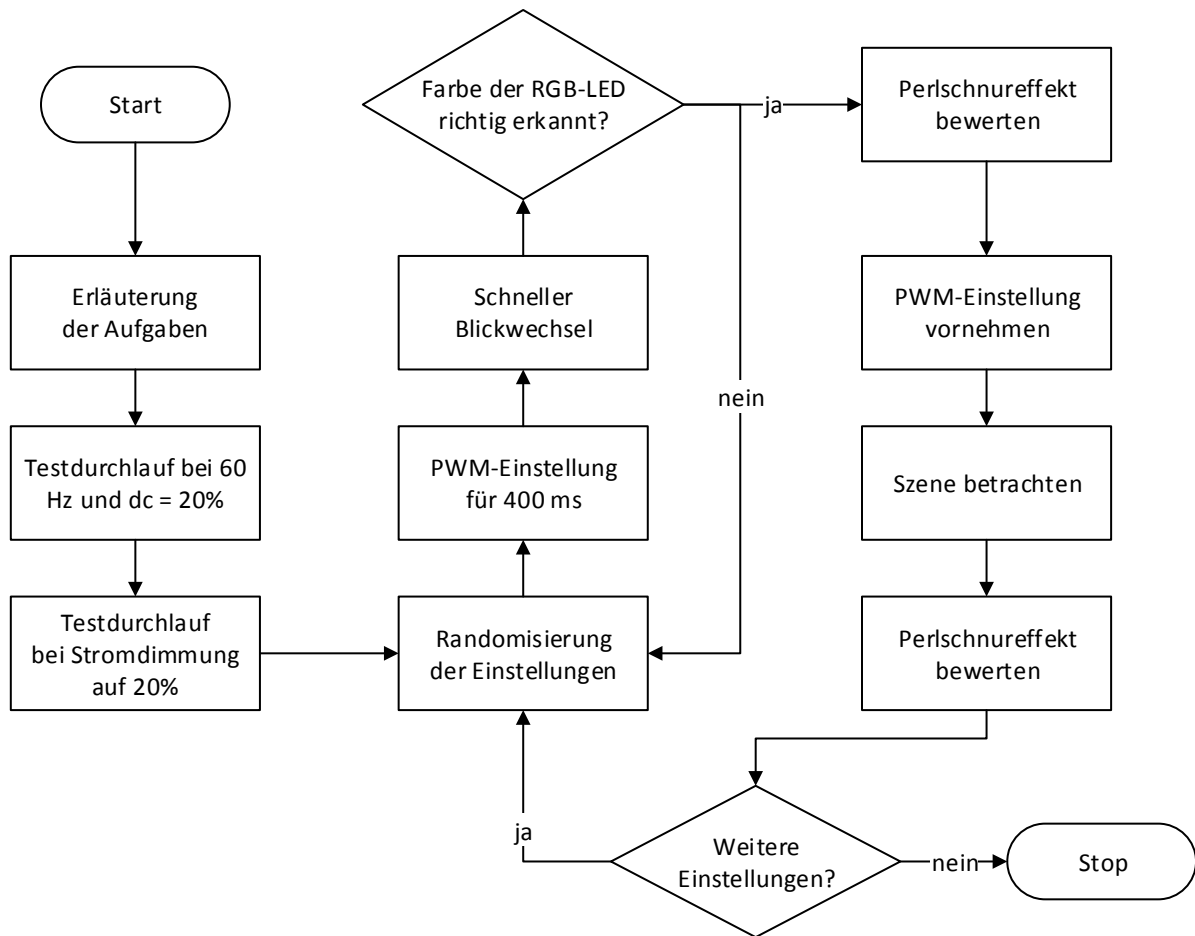 Start
Erläuterung
der Aufgaben
Testdurchlauf bei 60
Hz und dc = 20%
Testdurchlauf
bei Stromdimmung
auf 20%
Randomisierung
der Einstellungen
PWM-Einstellung
für 400 ms
Schneller
Blickwechsel
Farbe der RGB-LED
richtig erkannt?
ja
nein
Perlschnureffekt
bewerten
PWM-Einstellung
vornehmen
Szene betrachten
Perlschnureffekt
bewerten
Weitere
Einstellungen?
ja
nein
Stop